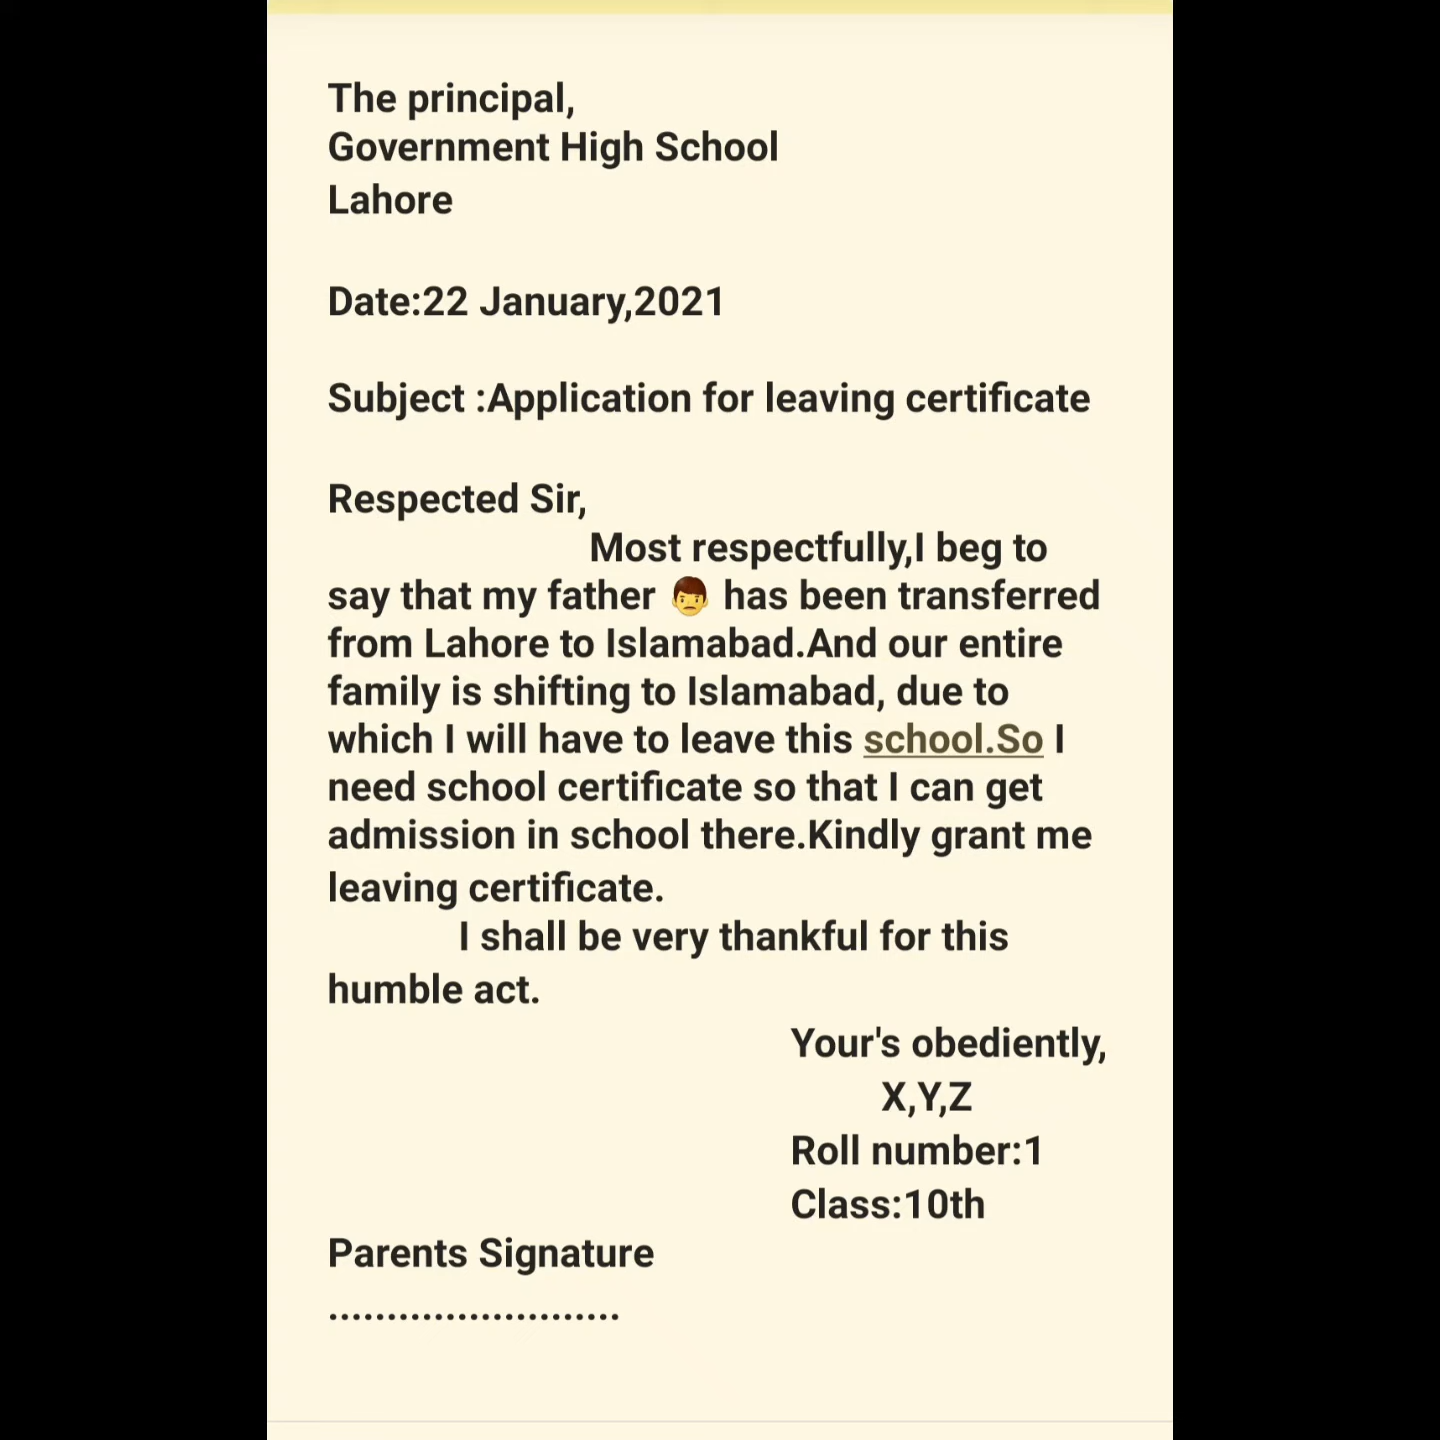 The principal,
Government High School
Lahore
Date:22 January,2021
Subject :Application for leaving certificate
Respected Sir,
Most respectfully,I beg to
say that my father 👨 has been transferred
from Lahore to Islamabad.And our entire
family is shifting to Islamabad, due to
which I will have to leave this school.So I
need school certificate so that I can get
admission in school there.Kindly grant me
leaving certificate.
I shall be very thankful for this
humble act.
Your's obediently,
X,Y,Z
Roll number:1
Class:10th
Parents Signature
.........................